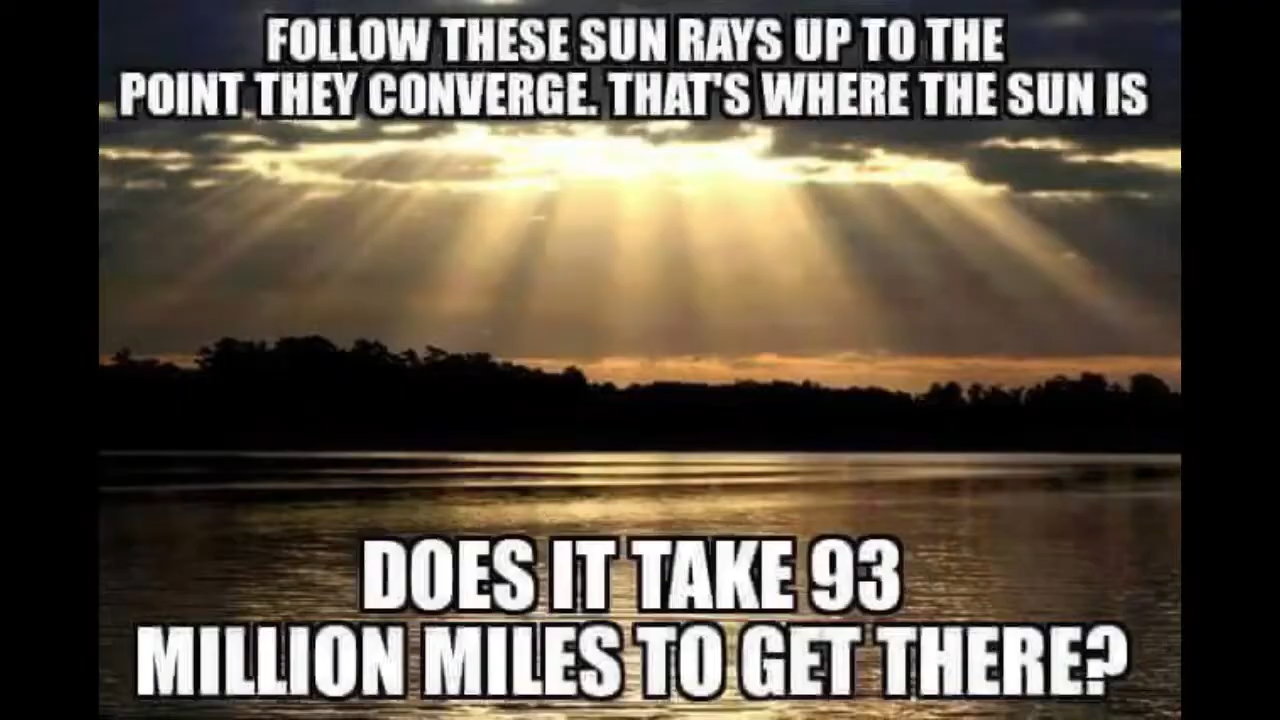 FOLLOW THESE SUN RAYS UP TO THE
POINT THEY CONVERGE. THAT'S WHERE THE SUN IS
DOES IT TAKE 93
MILLION MILES TO GET THERE?